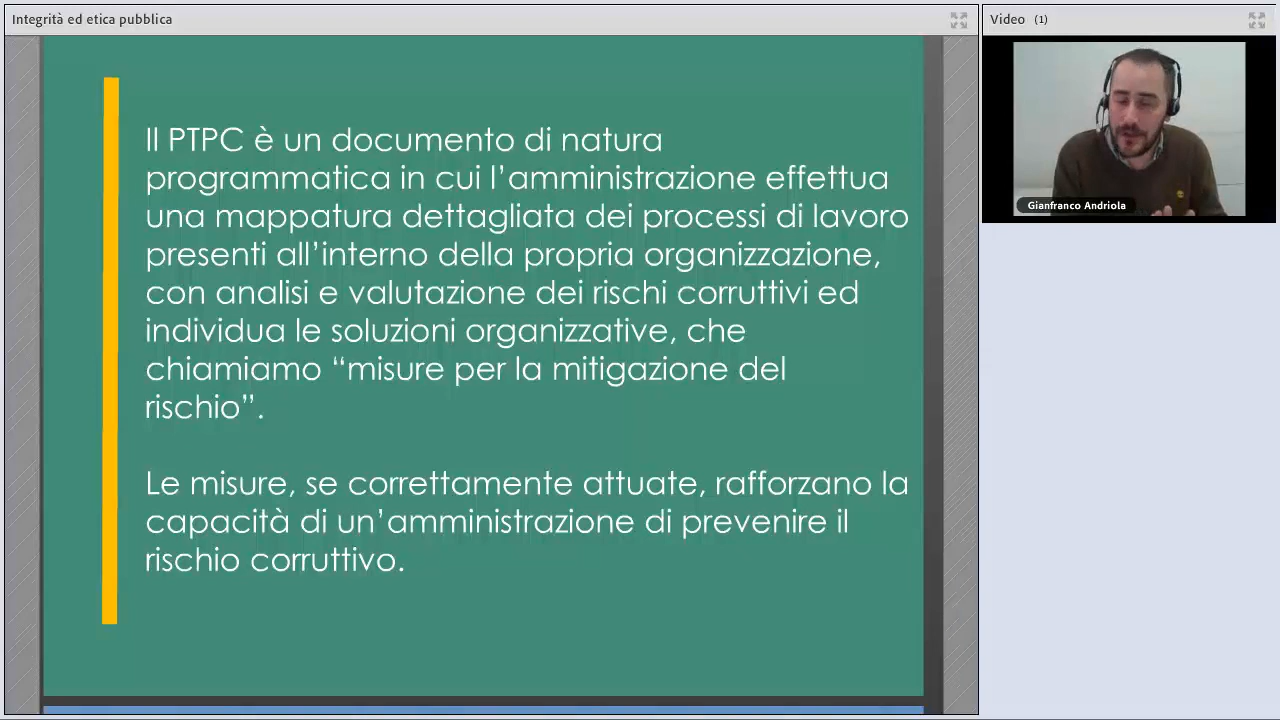 Integrità ed etica pubblica
Il PTPC è un documento di natura
programmatica in cui l’amministrazione effettua
una mappatura dettagliata dei processi di lavoro
presenti all’interno della propria organizzazione,
con analisi e valutazione dei rischi corruttivi ed
individua le soluzioni organizzative, che
chiamiamo “misure per la mitigazione del
rischio”.
Le misure, se correttamente attuate, rafforzano la
capacità di un’amministrazione di prevenire il
rischio corruttivo.
Video (1)
Gianfranco Andriola